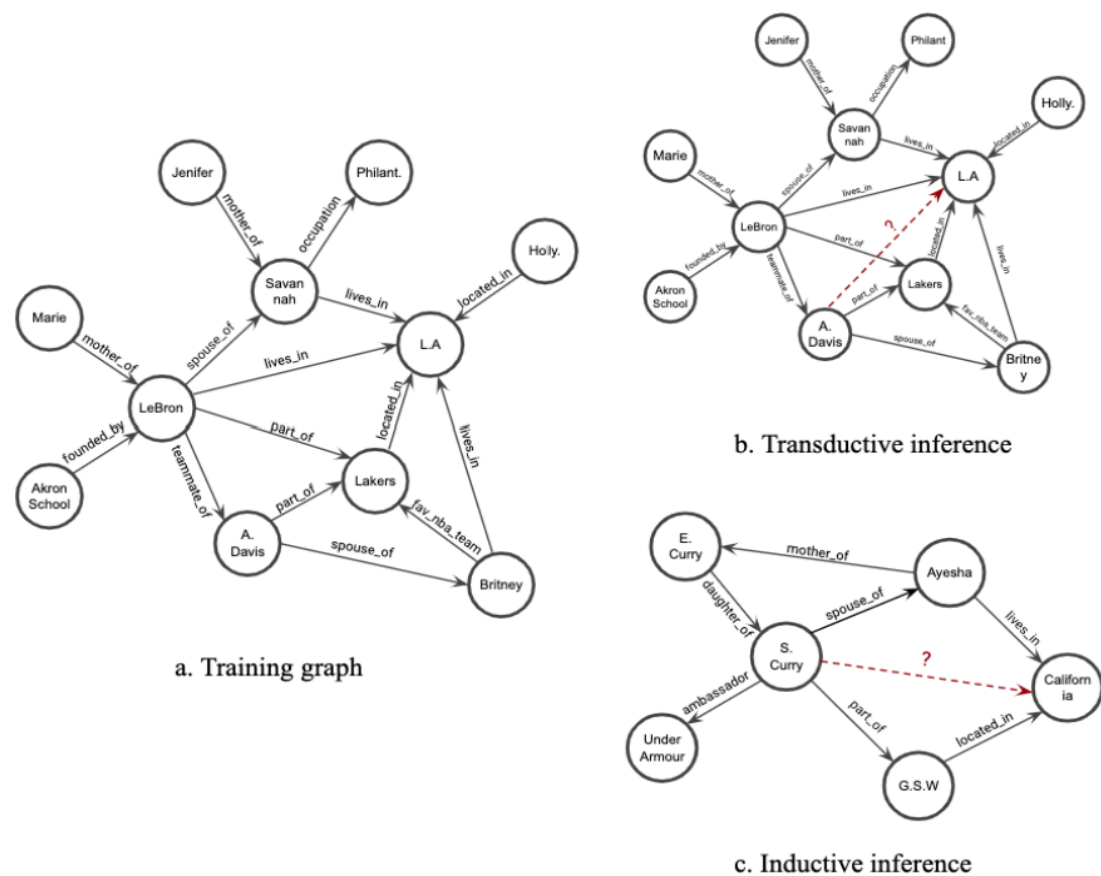 Jenifer
Philant.
mother_of
occupation
Savan
nah
Holly.
located_in
lives_in
Marie
mother_of
spouse_of
lives_in
L.A
LeBron
founded_by
part_of
located_in
lives_in
Akron
School
teammate_of
Lakers
part_of
fav_nba_team
A.
Davis
spouse_of
Britney
a. Training graph
Jenifer
Philant
mother_of
occupation
Savan
nah
Holly.
located_in
lives_in
Marie
mother_of
spouse_of
lives_in
L.A
?
LeBron
founded_by
part_of
located_in
lives_in
Akron
School
teammate_of
Lakers
part_of
fav_nba_team
A.
Davis
spouse_of
Britne
y
b. Transductive inference
E.
Curry
mother_of
Ayesha
daughter_of
spouse_of
lives_in
S.
Curry
?
Californ
ia
ambassador
part_of
located_in
Under
Armour
G.S.W
c. Inductive inference